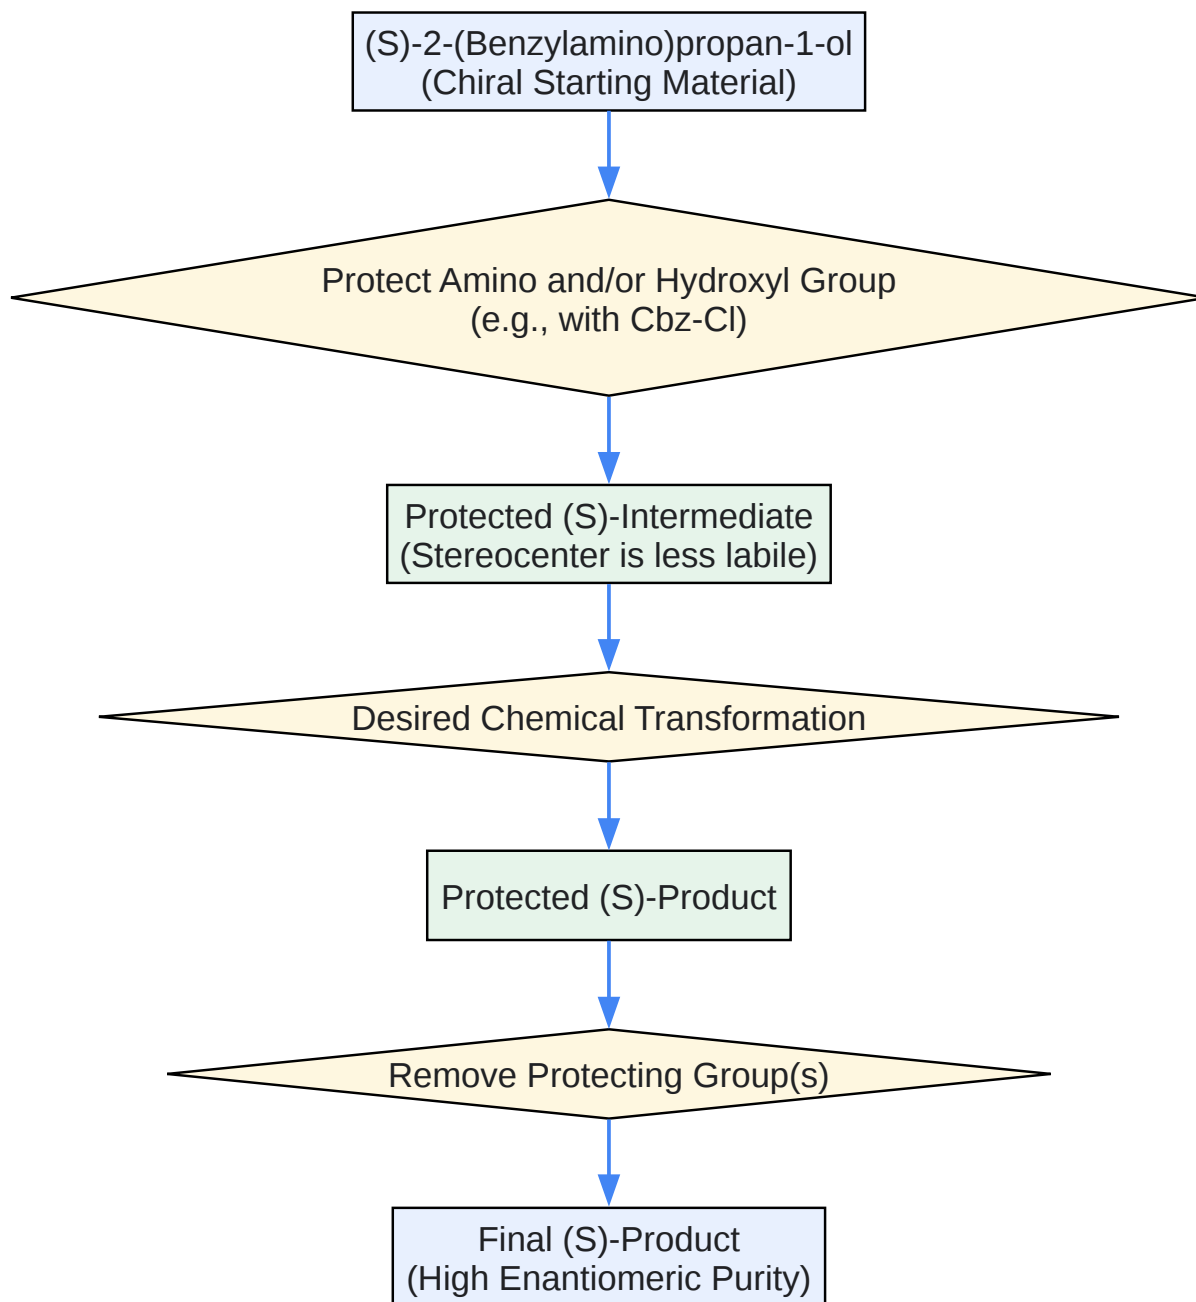 (S)-2-(Benzylamino)propan-1-ol
(Chiral Starting Material)
Protect Amino and/or Hydroxyl Group
(e.g., with Cbz-Cl)
Protected (S)-Intermediate
(Stereocenter is less labile)
Desired Chemical Transformation
Protected (S)-Product
Remove Protecting Group(s)
Final (S)-Product
(High Enantiomeric Purity)